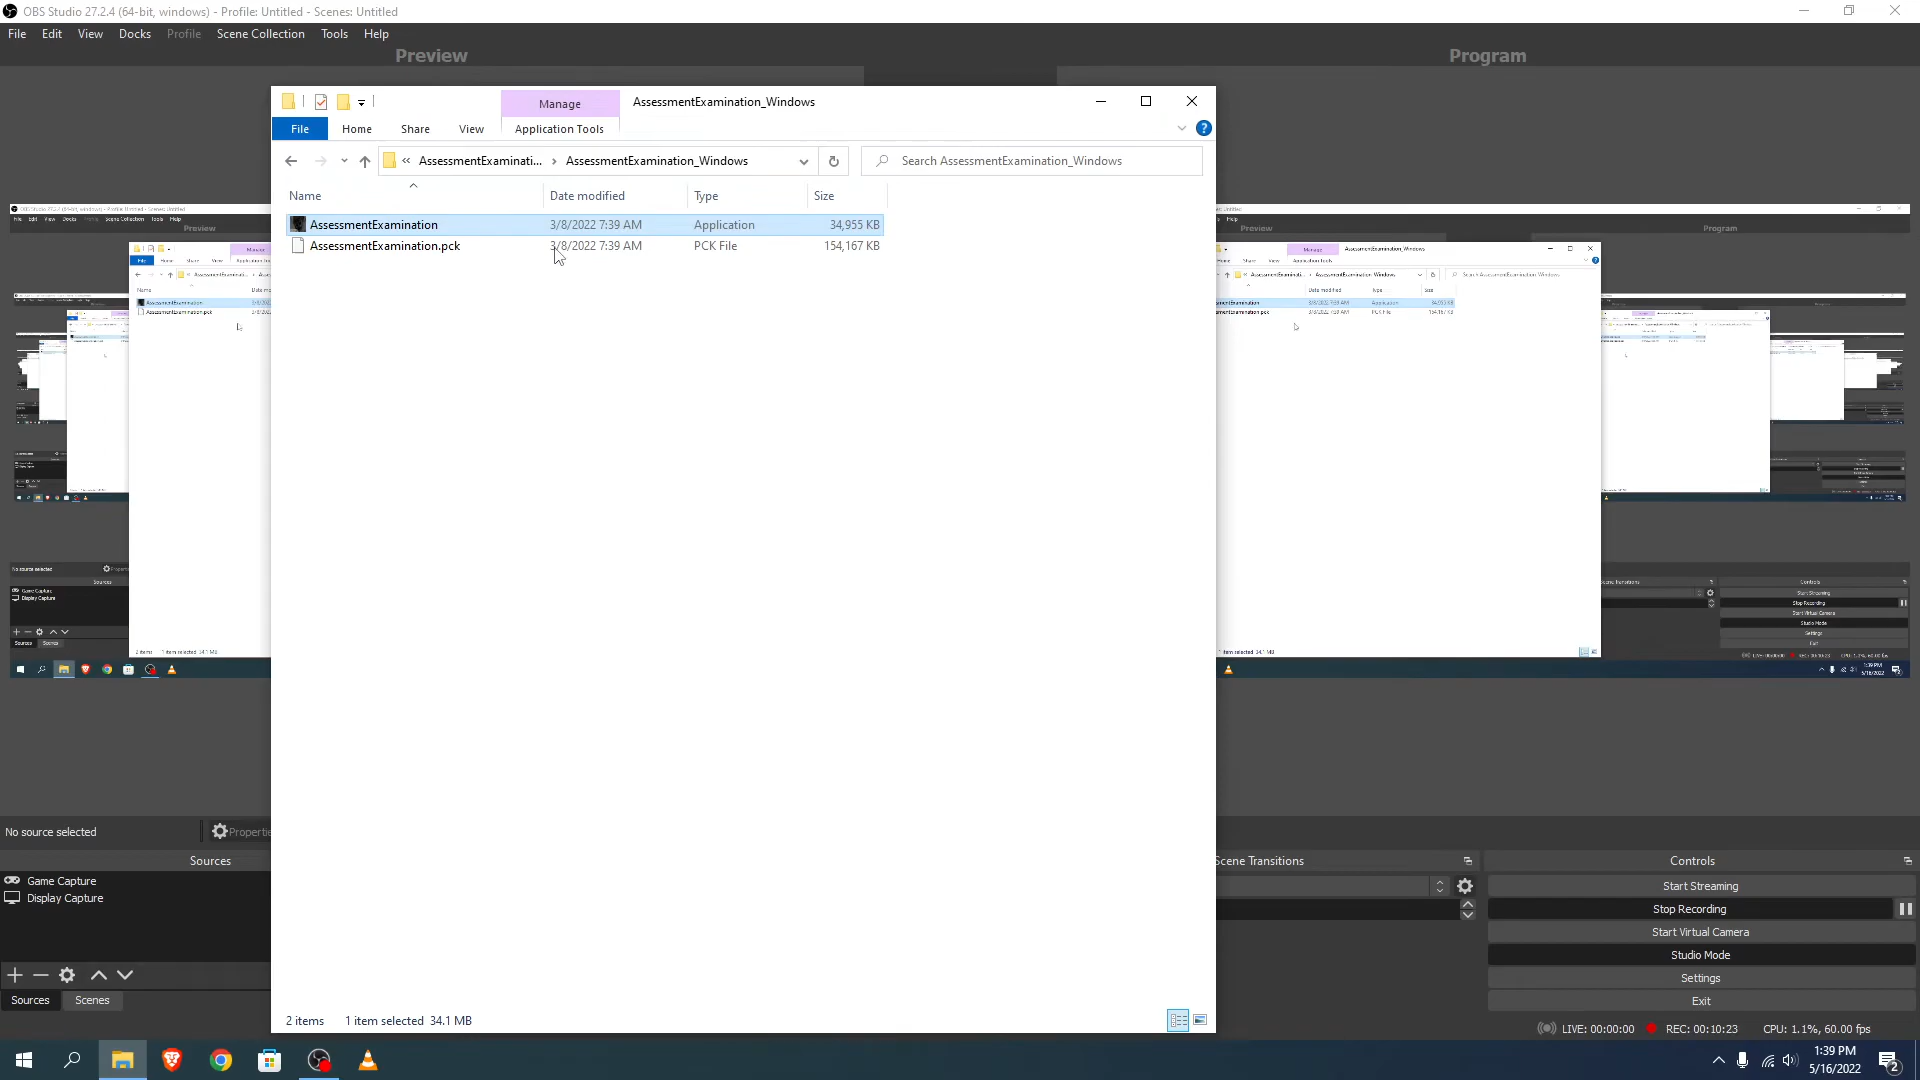 OBS Studio 27.2.4 (64-bit, windows) - Profile: Untitled - Scenes: Untitled
File Edit View Docks Profile Scene Collection Tools Help
Preview
Program
Manage
AssessmentExamination_Windows
File Home Share View Application Tools
« AssessmentExaminati... › AssessmentExamination_Windows
Search AssessmentExamination_Windows
Name Date modified Type Size
AssessmentExamination 3/8/2022 7:39 AM Application 34,955 KB
AssessmentExamination.pck 3/8/2022 7:39 AM PCK File 154,167 KB
2 items 1 item selected 34.1 MB
No source selected
Propertie
Sources
Game Capture
Display Capture
Sources Scenes
Scene Transitions
Controls
Start Streaming
Stop Recording
Start Virtual Camera
Studio Mode
Settings
Exit
LIVE: 00:00:00 REC: 00:10:23 CPU: 1.1%, 60.00 fps
1:39 PM
5/16/2022
2